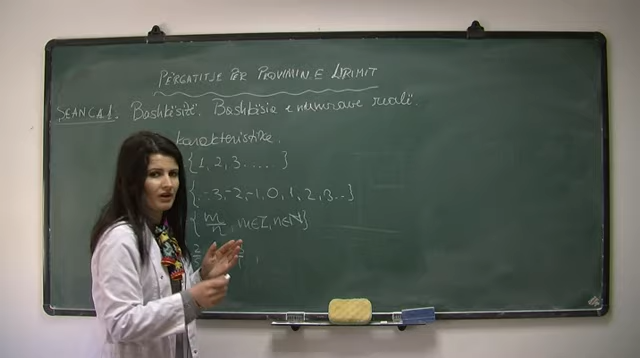 PËRGATITJE PËR PROVIMIN E LIRIMIT
SEANCA 1. Bashkësitë. Bashkësia e numrave realë.
karakteristike
{1, 2, 3.....}
{..-3,-2,-1,0,1,2,3..}
{m/n, m∈Z, n∈N}